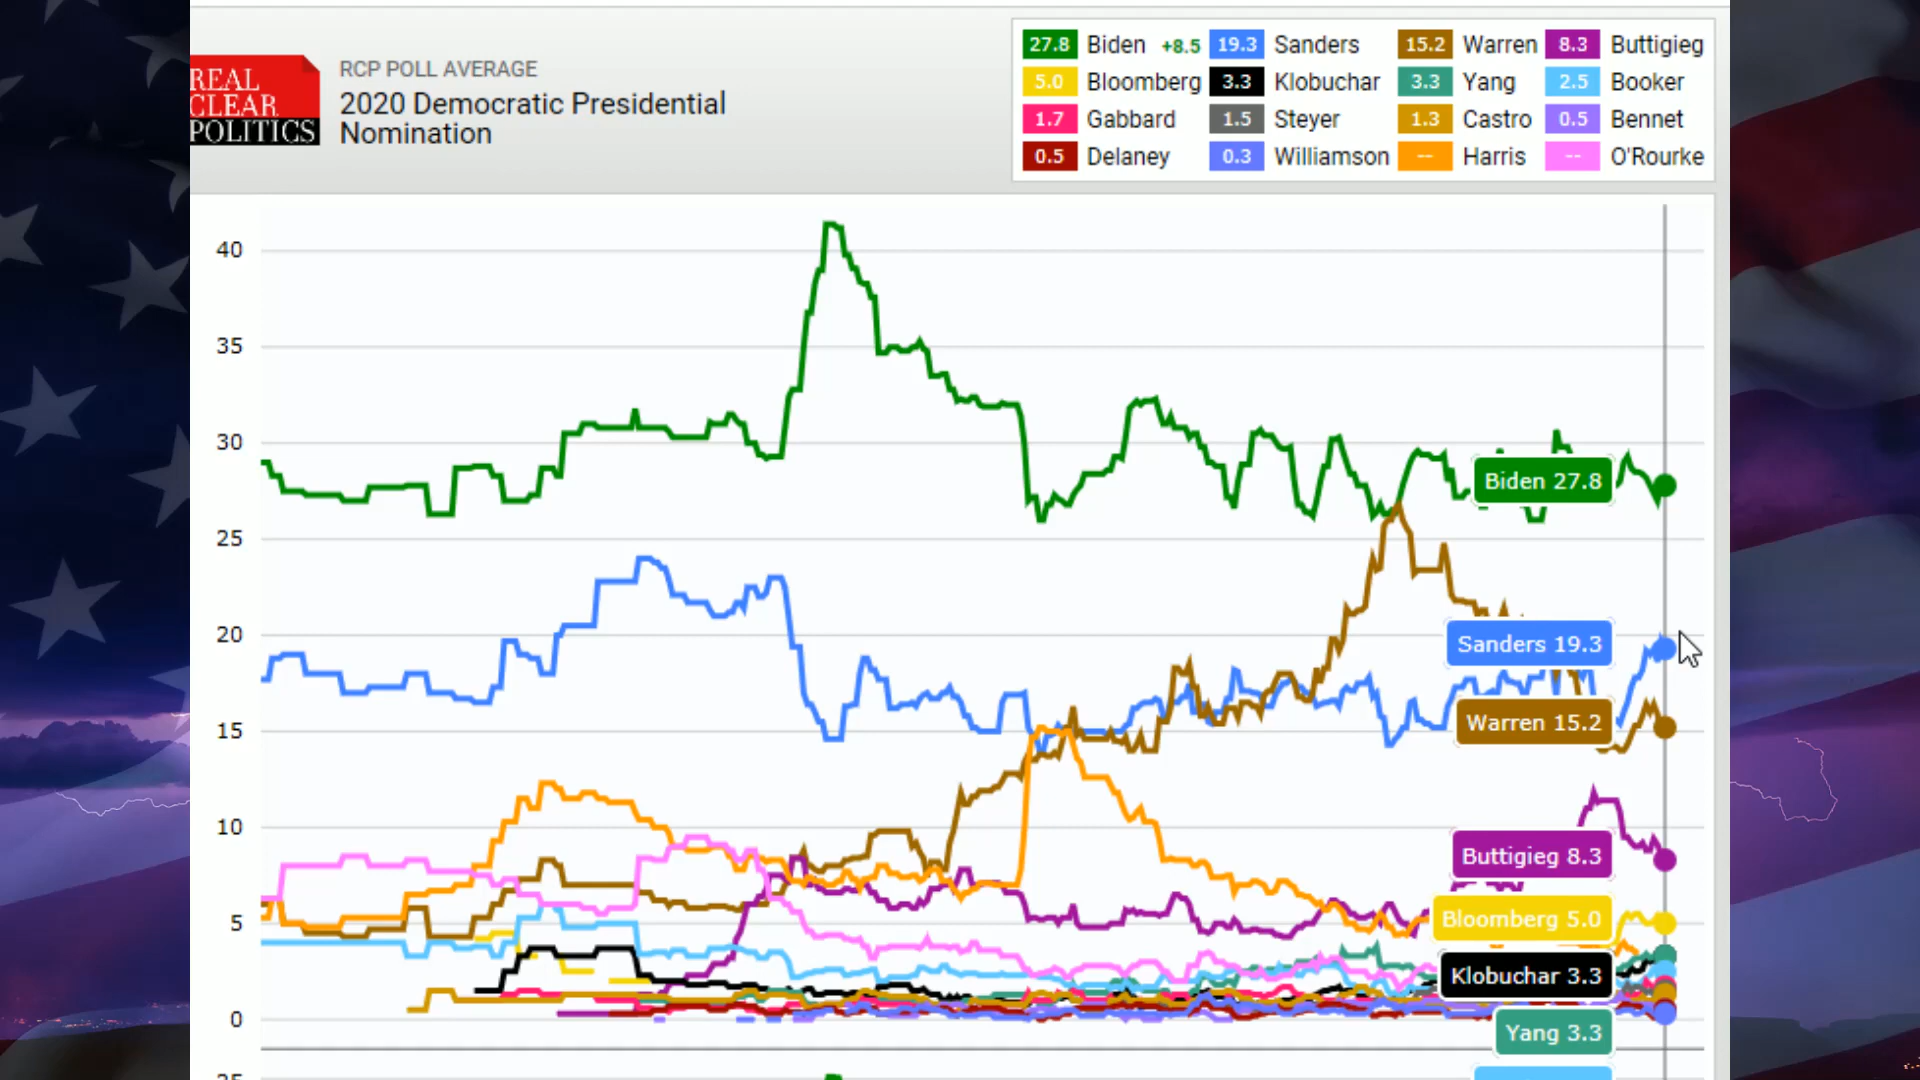 REAL
CLEAR
POLITICS
RCP POLL AVERAGE
2020 Democratic Presidential
Nomination
27.8 Biden +8.5 19.3 Sanders 15.2 Warren 8.3 Buttigieg
5.0 Bloomberg 3.3 Klobuchar 3.3 Yang 2.5 Booker
1.7 Gabbard 1.5 Steyer 1.3 Castro 0.5 Bennet
0.5 Delaney 0.3 Williamson -- Harris -- O'Rourke
40
35
30
25
20
15
10
5
0
Biden 27.8
Sanders 19.3
Warren 15.2
Buttigieg 8.3
Bloomberg 5.0
Klobuchar 3.3
Yang 3.3